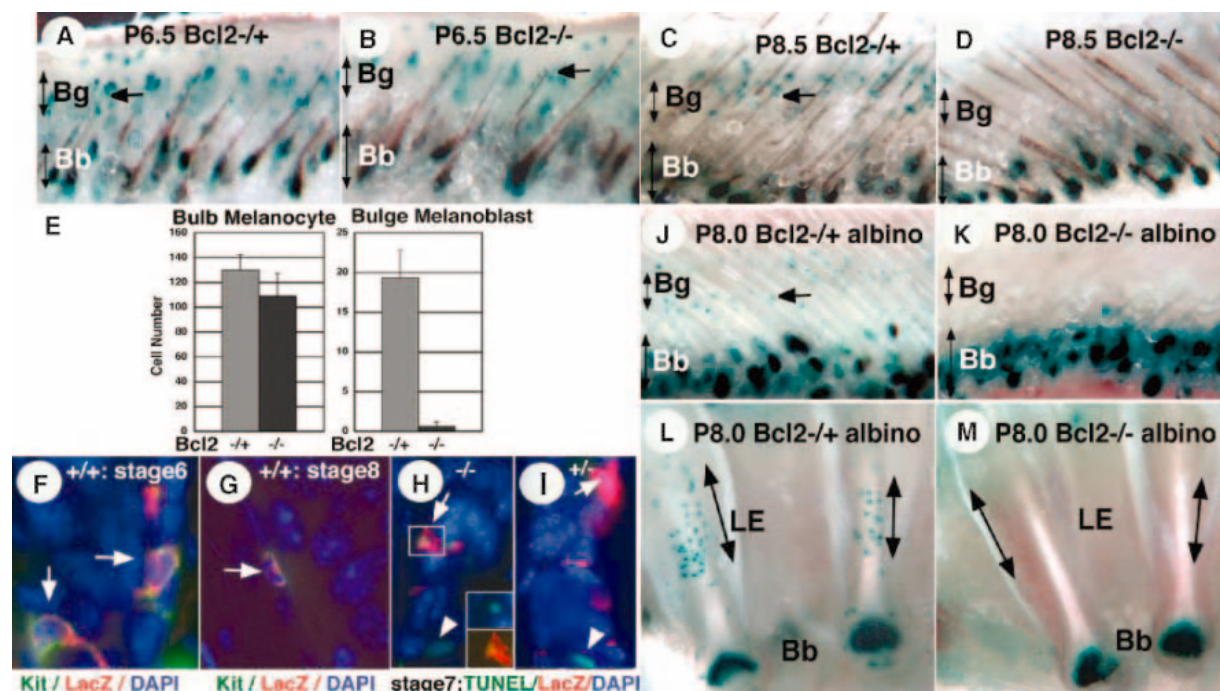 A P6.5 Bcl2-/+
Bg
Bb
B P6.5 Bcl2-/-
Bg
Bb
C P8.5 Bcl2-/+
Bg
Bb
D P8.5 Bcl2-/-
Bg
Bb
E
Bulb Melanocyte
Cell Number
160
140
120
100
80
60
40
20
0
Bcl2 -/+ -/-
Bulge Melanoblast
25
20
15
10
5
0
Bcl2 -/+ -/-
J P8.0 Bcl2-/+ albino
Bg
Bb
K P8.0 Bcl2-/- albino
Bg
Bb
F +/+: stage6
Kit / LacZ / DAPI
G +/+: stage8
Kit / LacZ / DAPI
H -/-
I +/-
stage7:TUNEL/LacZ/DAPI
L P8.0 Bcl2-/+ albino
LE
Bb
M P8.0 Bcl2-/- albino
LE
Bb